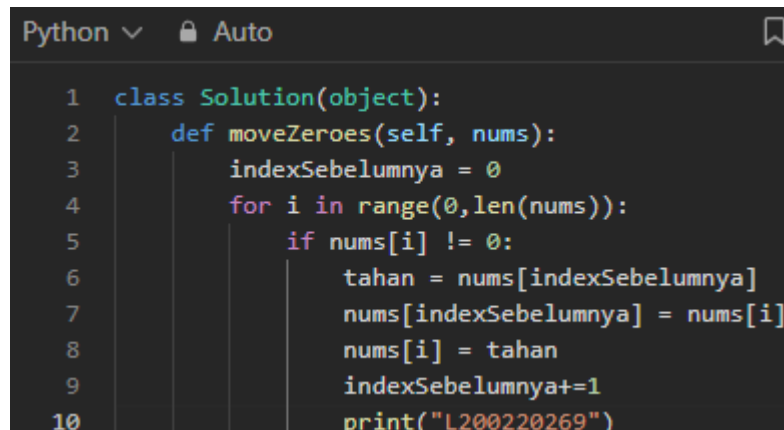 Python Auto
1 class Solution(object):
2 def moveZeroes(self, nums):
3 indexSebelumnya = 0
4 for i in range(0,len(nums)):
5 if nums[i] != 0:
6 tahan = nums[indexSebelumnya]
7 nums[indexSebelumnya] = nums[i]
8 nums[i] = tahan
9 indexSebelumnya+=1
10 print("L200220269")